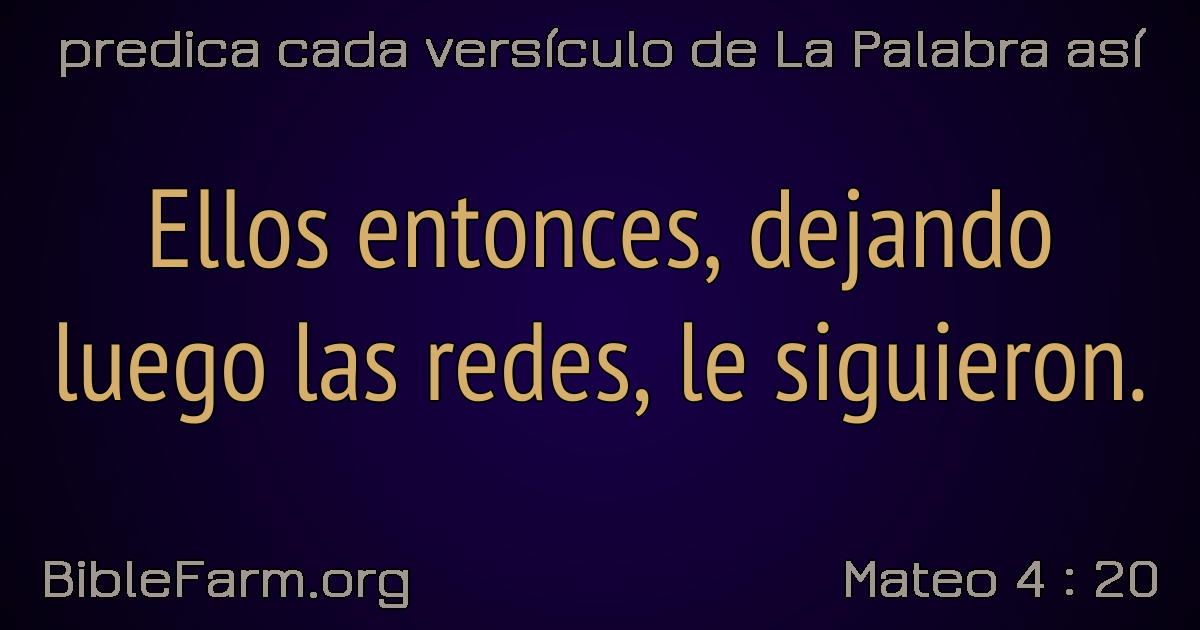 predica cada versículo de La Palabra así
Ellos entonces, dejando
luego las redes, le siguieron.
BibleFarm.org
Mateo 4 : 20